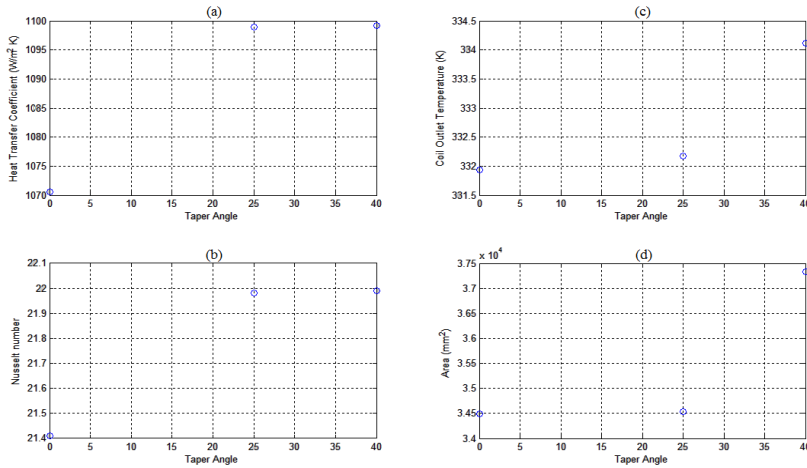 (a)
Heat Transfer Coefficient (W/m² K)
1100
1095
1090
1085
1080
1075
1070
0 5 10 15 20 25 30 35 40
Taper Angle
(c)
Coil Outlet Temperature (K)
334.5
334
333.5
333
332.5
332
331.5
0 5 10 15 20 25 30 35 40
Taper Angle
(b)
Nusselt number
22.1
22
21.9
21.8
21.7
21.6
21.5
21.4
0 5 10 15 20 25 30 35 40
Taper Angle
(d)
x 10⁴
Area (mm²)
3.75
3.7
3.65
3.6
3.55
3.5
3.45
3.4
0 5 10 15 20 25 30 35 40
Taper Angle